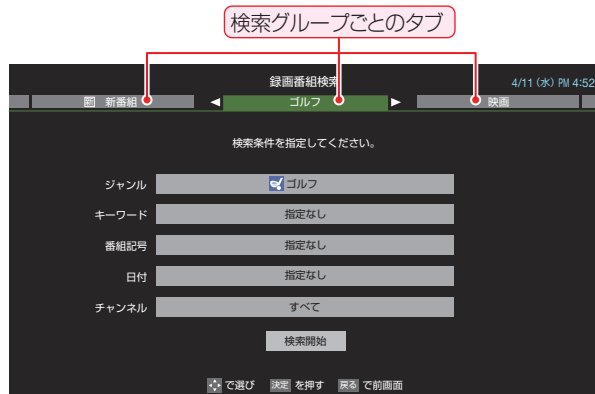 検索グループごとのタブ
録画番組検索 4/11 (水) PM 4:52
新番組 ◀ ゴルフ ▶ 映画
検索条件を指定してください。
ジャンル ゴルフ
キーワード 指定なし
番組記号 指定なし
日付 指定なし
チャンネル すべて
検索開始
で選び 決定 を押す 戻る で前画面